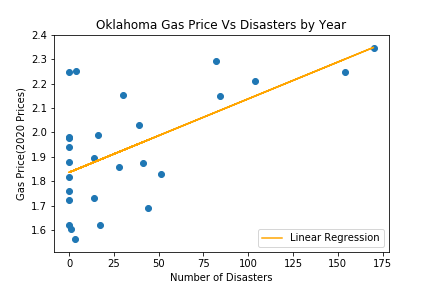 Oklahoma Gas Price Vs Disasters by Year
Gas Price(2020 Prices)
2.4
2.3
2.2
2.1
2.0
1.9
1.8
1.7
1.6
Linear Regression
0 25 50 75 100 125 150 175
Number of Disasters